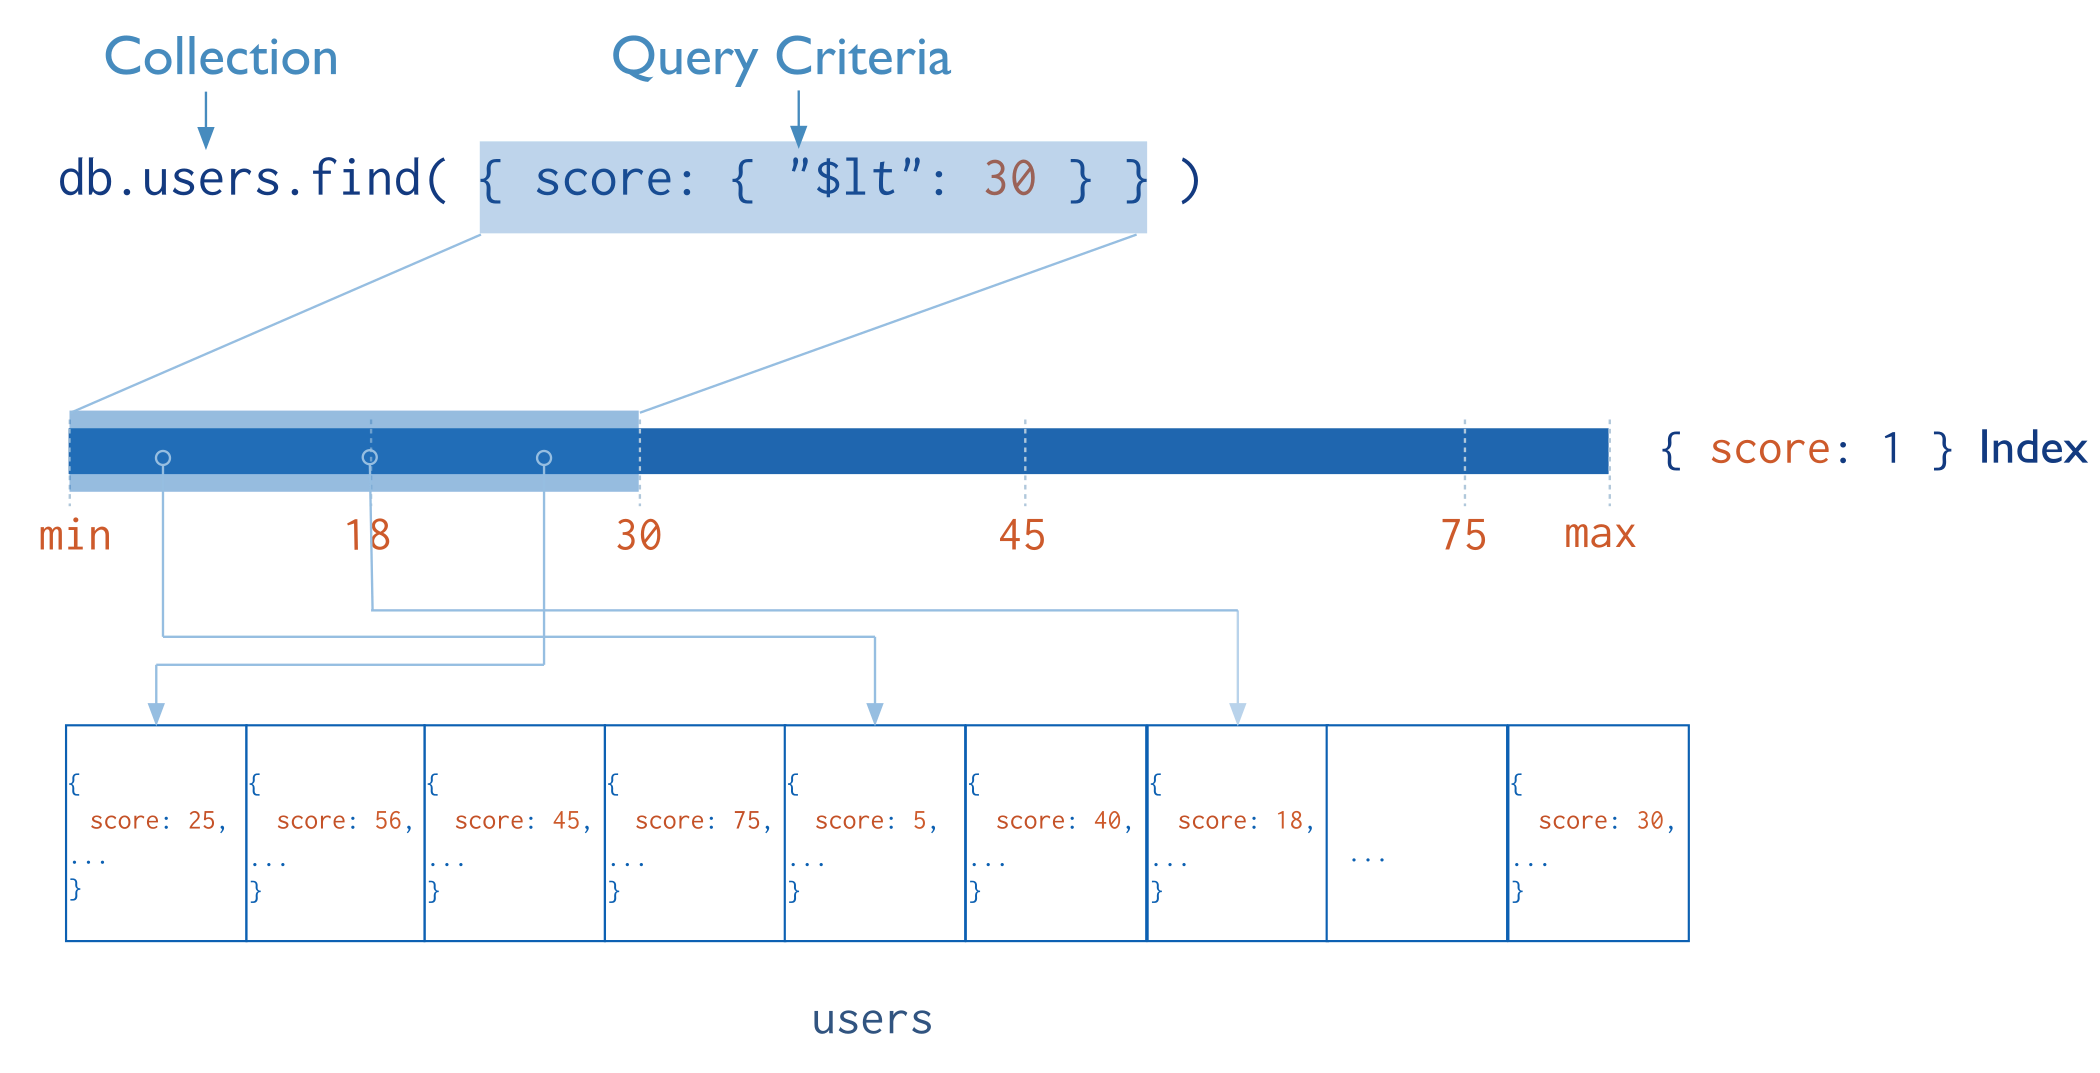 Collection Query Criteria
db.users.find( { score: { "$lt": 30 } } )
{ score: 1 } Index
min 18 30 45 75 max
{ { { { { { { {
score: 25, score: 56, score: 45, score: 75, score: 5, score: 40, score: 18, score: 30,
... ... ... ... ... ... ... ... ...
} } } } } } } }
users